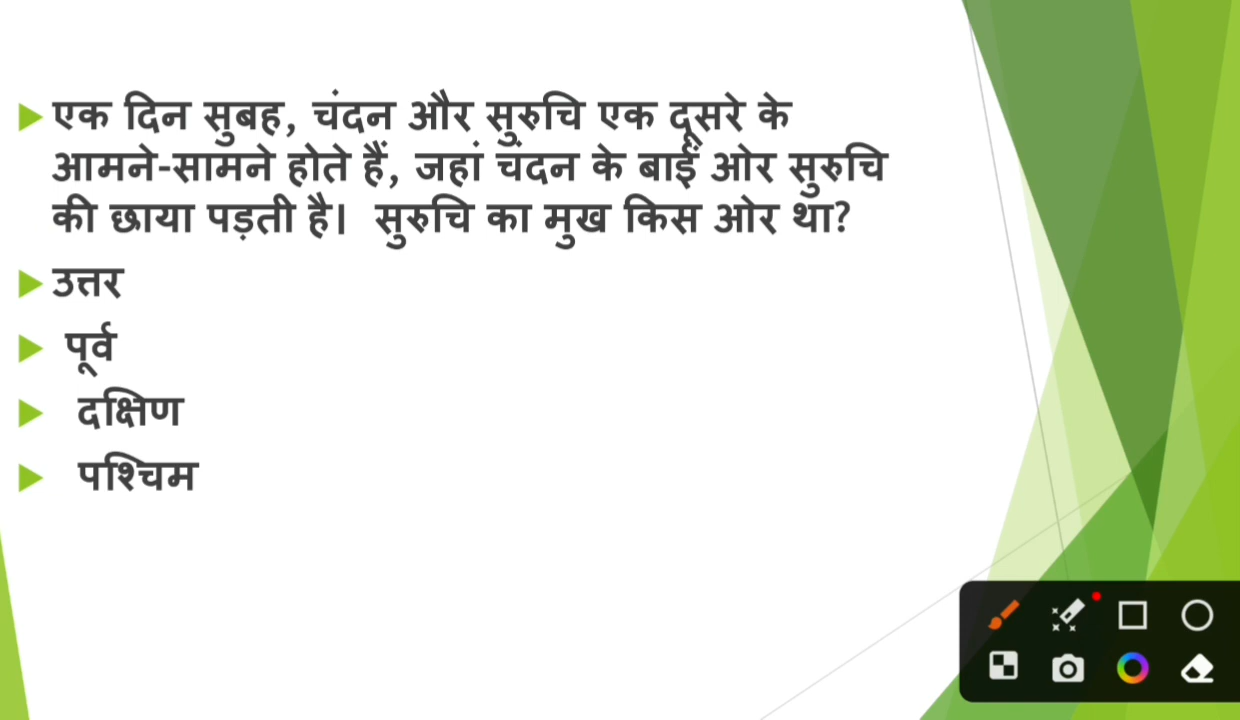 एक दिन सुबह, चंदन और सुरुचि एक दूसरे के
आमने-सामने होते हैं, जहां चंदन के बाईं ओर सुरुचि
की छाया पड़ती है। सुरुचि का मुख किस ओर था?
उत्तर
पूर्व
दक्षिण
पश्चिम